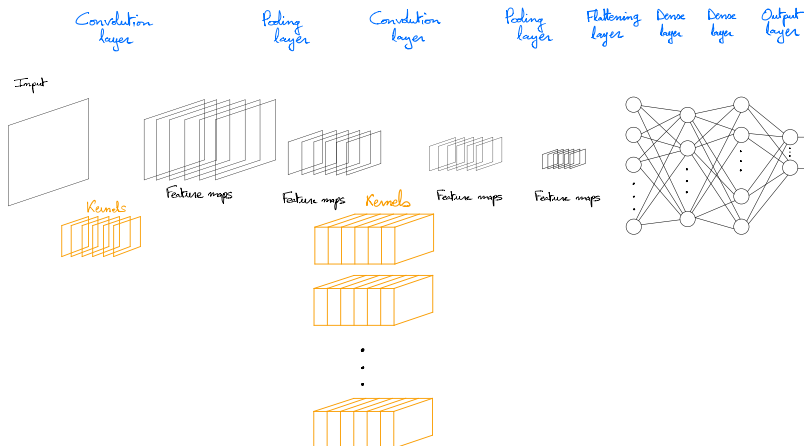 Convolution
layer
Pooling
layer
Convolution
layer
Pooling
layer
Flattening
layer
Dense
layer
Dense
layer
Output
layer
Input
Feature maps
Feature maps
Feature maps
Feature maps
Kernels
Kernels